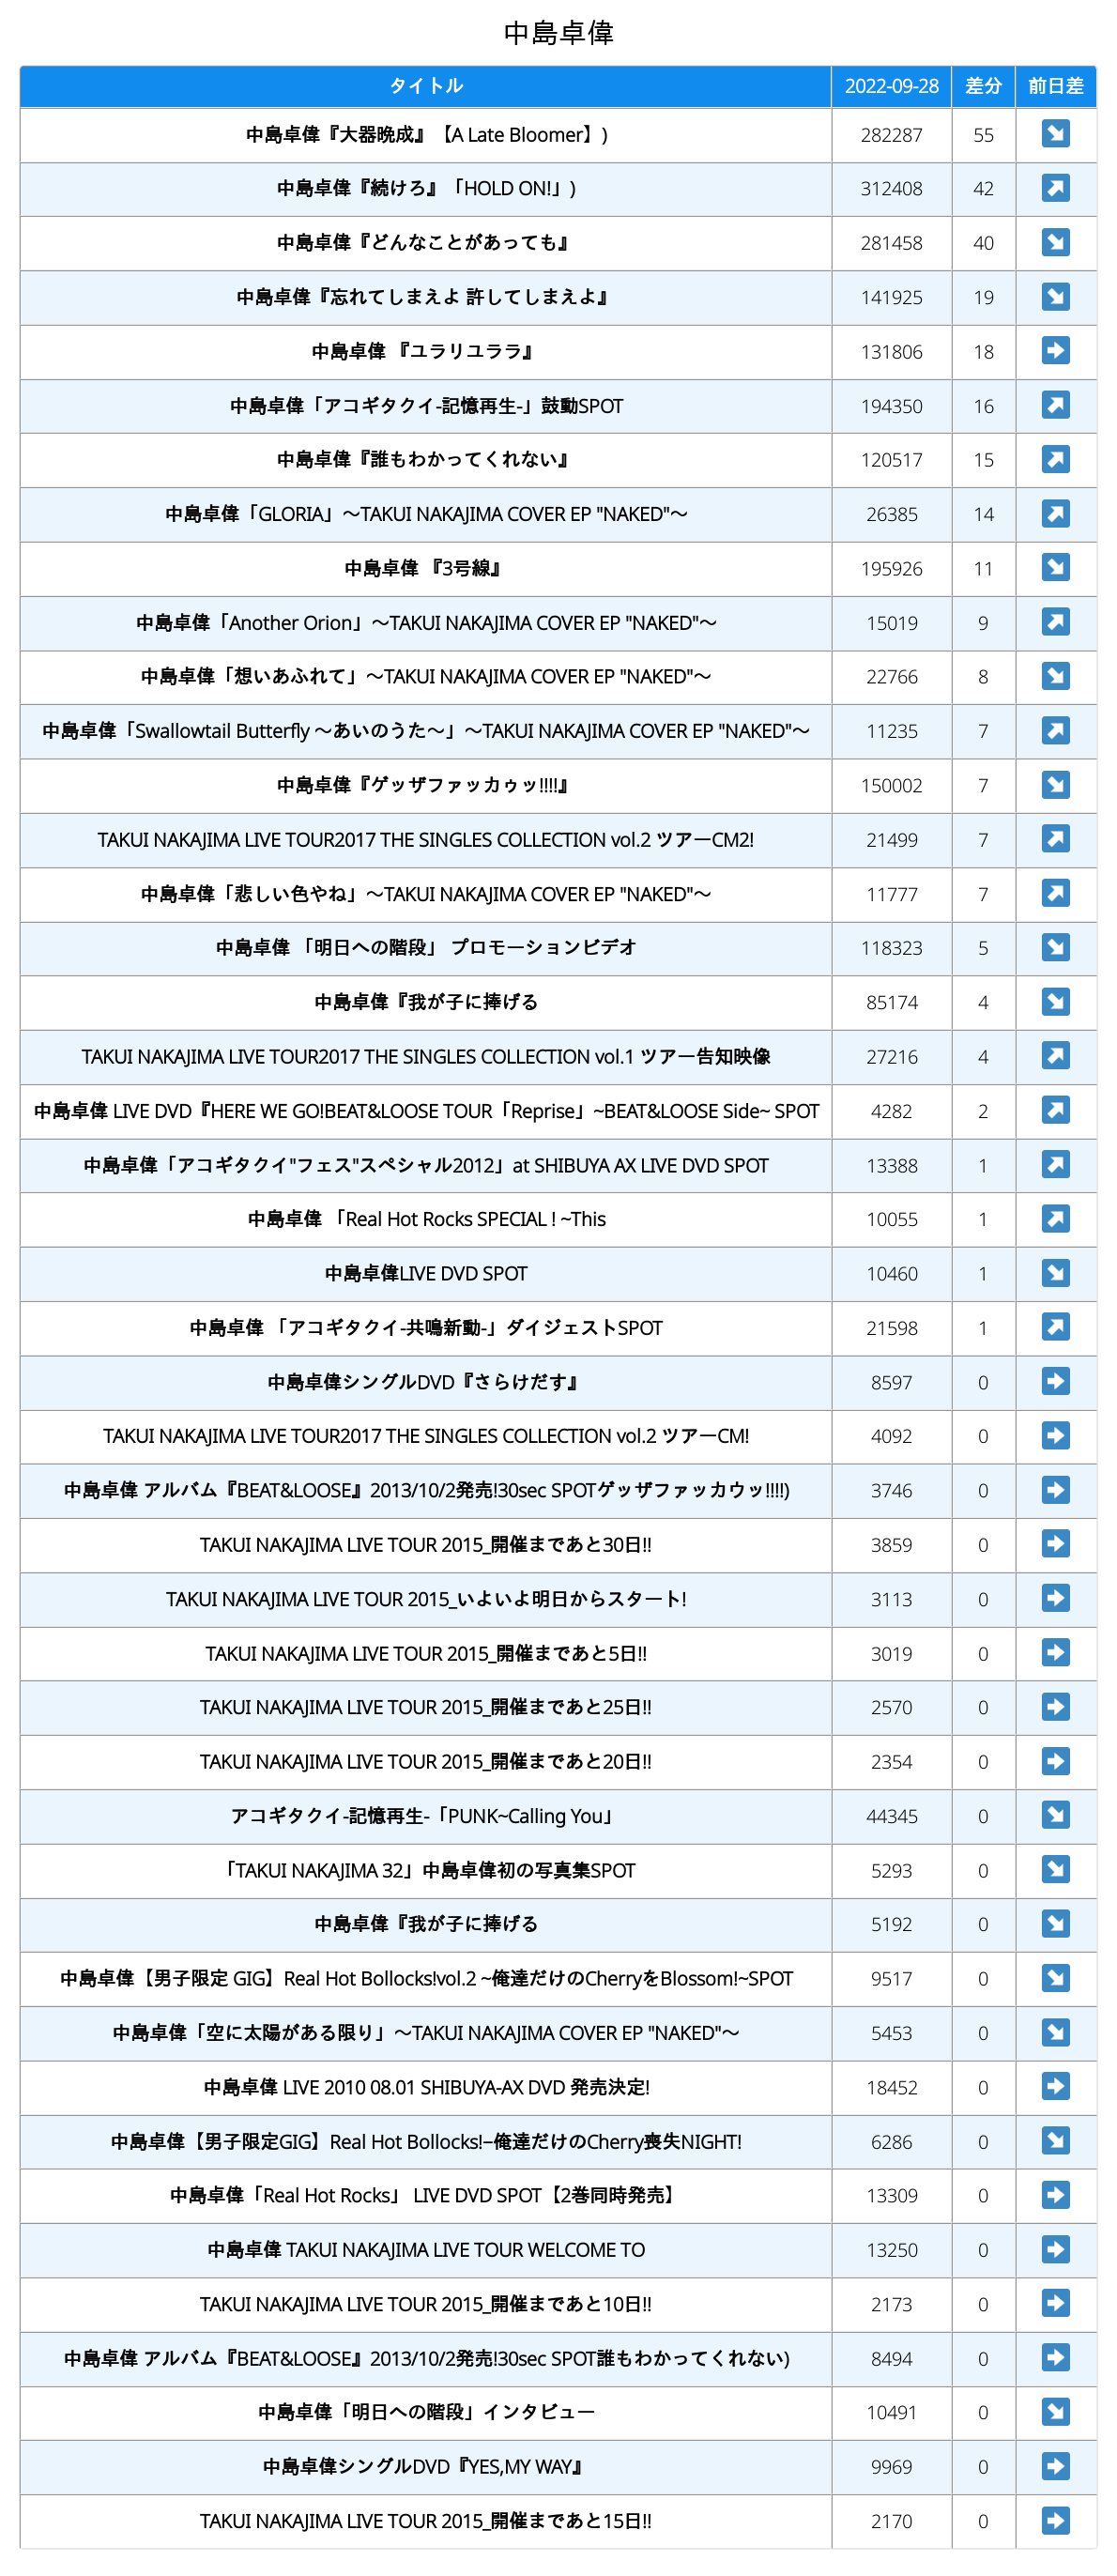 中島卓偉
タイトル 2022-09-28 差分 前日差
中島卓偉『大器晩成』【A Late Bloomer】) 282287 55 ↘
中島卓偉『続けろ』「HOLD ON!」) 312408 42 ↗
中島卓偉『どんなことがあっても』 281458 40 ↘
中島卓偉『忘れてしまえよ 許してしまえよ』 141925 19 ↘
中島卓偉 『ユラリユララ』 131806 18 ➡
中島卓偉「アコギタクイ-記憶再生-」鼓動SPOT 194350 16 ↗
中島卓偉『誰もわかってくれない』 120517 15 ↗
中島卓偉「GLORIA」〜TAKUI NAKAJIMA COVER EP "NAKED"〜 26385 14 ↗
中島卓偉 『3号線』 195926 11 ↘
中島卓偉「Another Orion」〜TAKUI NAKAJIMA COVER EP "NAKED"〜 15019 9 ↗
中島卓偉「想いあふれて」〜TAKUI NAKAJIMA COVER EP "NAKED"〜 22766 8 ↘
中島卓偉「Swallowtail Butterfly 〜あいのうた〜」〜TAKUI NAKAJIMA COVER EP "NAKED"〜 11235 7 ↗
中島卓偉『ゲッザファッカゥッ!!!!』 150002 7 ↘
TAKUI NAKAJIMA LIVE TOUR2017 THE SINGLES COLLECTION vol.2 ツアーCM2! 21499 7 ↗
中島卓偉「悲しい色やね」〜TAKUI NAKAJIMA COVER EP "NAKED"〜 11777 7 ↗
中島卓偉 「明日への階段」 プロモーションビデオ 118323 5 ↘
中島卓偉『我が子に捧げる 85174 4 ↘
TAKUI NAKAJIMA LIVE TOUR2017 THE SINGLES COLLECTION vol.1 ツアー告知映像 27216 4 ↗
中島卓偉 LIVE DVD『HERE WE GO!BEAT&LOOSE TOUR「Reprise」~BEAT&LOOSE Side~ SPOT 4282 2 ↗
中島卓偉「アコギタクイ"フェス"スペシャル2012」at SHIBUYA AX LIVE DVD SPOT 13388 1 ↗
中島卓偉 「Real Hot Rocks SPECIAL ! ~This 10055 1 ↗
中島卓偉LIVE DVD SPOT 10460 1 ↘
中島卓偉 「アコギタクイ-共鳴新動-」ダイジェストSPOT 21598 1 ↗
中島卓偉シングルDVD『さらけだす』 8597 0 ➡
TAKUI NAKAJIMA LIVE TOUR2017 THE SINGLES COLLECTION vol.2 ツアーCM! 4092 0 ➡
中島卓偉 アルバム『BEAT&LOOSE』2013/10/2発売!30sec SPOTゲッザファッカウッ!!!!) 3746 0 ➡
TAKUI NAKAJIMA LIVE TOUR 2015_開催まであと30日!! 3859 0 ➡
TAKUI NAKAJIMA LIVE TOUR 2015_いよいよ明日からスタート! 3113 0 ➡
TAKUI NAKAJIMA LIVE TOUR 2015_開催まであと5日!! 3019 0 ➡
TAKUI NAKAJIMA LIVE TOUR 2015_開催まであと25日!! 2570 0 ➡
TAKUI NAKAJIMA LIVE TOUR 2015_開催まであと20日!! 2354 0 ➡
アコギタクイ-記憶再生-「PUNK~Calling You」 44345 0 ↘
「TAKUI NAKAJIMA 32」中島卓偉初の写真集SPOT 5293 0 ↘
中島卓偉『我が子に捧げる 5192 0 ↘
中島卓偉【男子限定 GIG】Real Hot Bollocks!vol.2 ~俺達だけのCherryをBlossom!~SPOT 9517 0 ↘
中島卓偉「空に太陽がある限り」〜TAKUI NAKAJIMA COVER EP "NAKED"〜 5453 0 ↘
中島卓偉 LIVE 2010 08.01 SHIBUYA-AX DVD 発売決定! 18452 0 ➡
中島卓偉【男子限定GIG】Real Hot Bollocks!−俺達だけのCherry喪失NIGHT! 6286 0 ↘
中島卓偉「Real Hot Rocks」 LIVE DVD SPOT【2巻同時発売】 13309 0 ➡
中島卓偉 TAKUI NAKAJIMA LIVE TOUR WELCOME TO 13250 0 ➡
TAKUI NAKAJIMA LIVE TOUR 2015_開催まであと10日!! 2173 0 ➡
中島卓偉 アルバム『BEAT&LOOSE』2013/10/2発売!30sec SPOT誰もわかってくれない) 8494 0 ➡
中島卓偉「明日への階段」インタビュー 10491 0 ↘
中島卓偉シングルDVD『YES,MY WAY』 9969 0 ➡
TAKUI NAKAJIMA LIVE TOUR 2015_開催まであと15日!! 2170 0 ➡